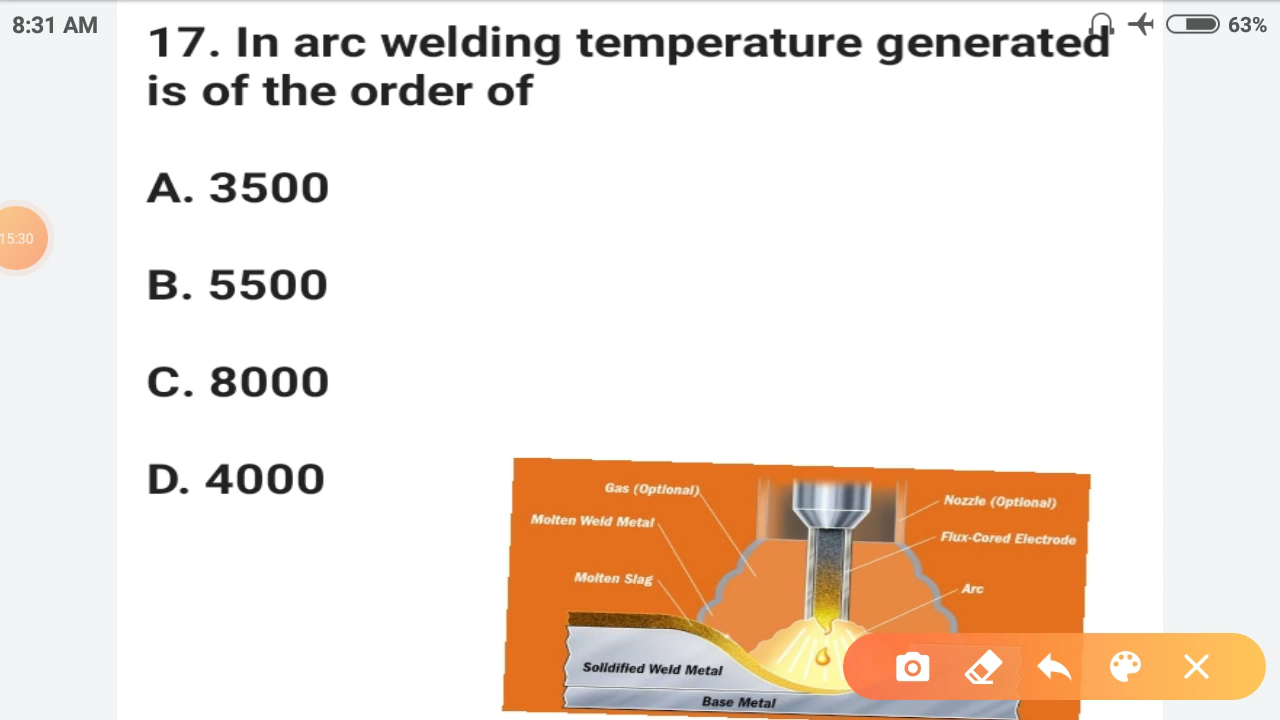 8:31 AM
63%
17. In arc welding temperature generated
is of the order of
A. 3500
15:30
B. 5500
C. 8000
D. 4000
Gas (Optional)
Nozzle (Optional)
Molten Weld Metal
Flux-Cored Electrode
Molten Slag
Arc
Solidified Weld Metal
Base Metal